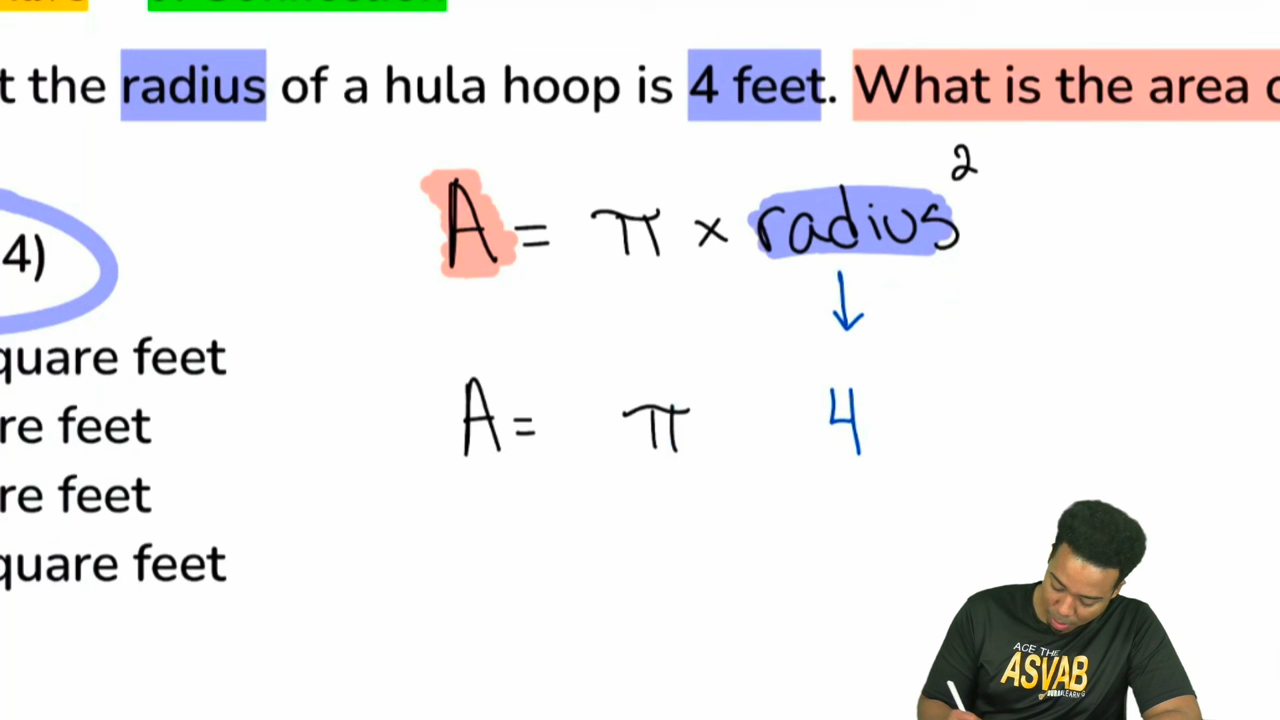 t the radius of a hula hoop is 4 feet. What is the area
A = π × radius²
4)
quare feet
A = π 4
re feet
re feet
quare feet
ACE THE
ASVAB